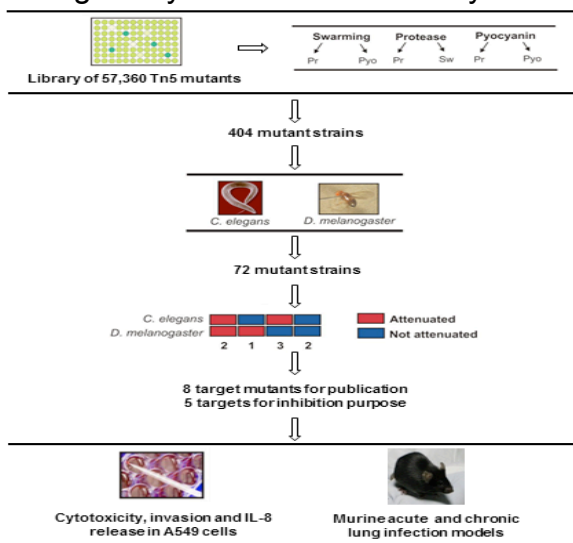 Swarming Protease Pyocyanin
Pr Pyo Pr Sw Pr Pyo
Library of 57,360 Tn5 mutants
404 mutant strains
C. elegans D. melanogaster
72 mutant strains
C. elegans Attenuated
D. melanogaster Not attenuated
2 1 3 2
8 target mutants for publication
5 targets for inhibition purpose
Cytotoxicity, invasion and IL-8
release in A549 cells
Murine acute and chronic
lung infection models